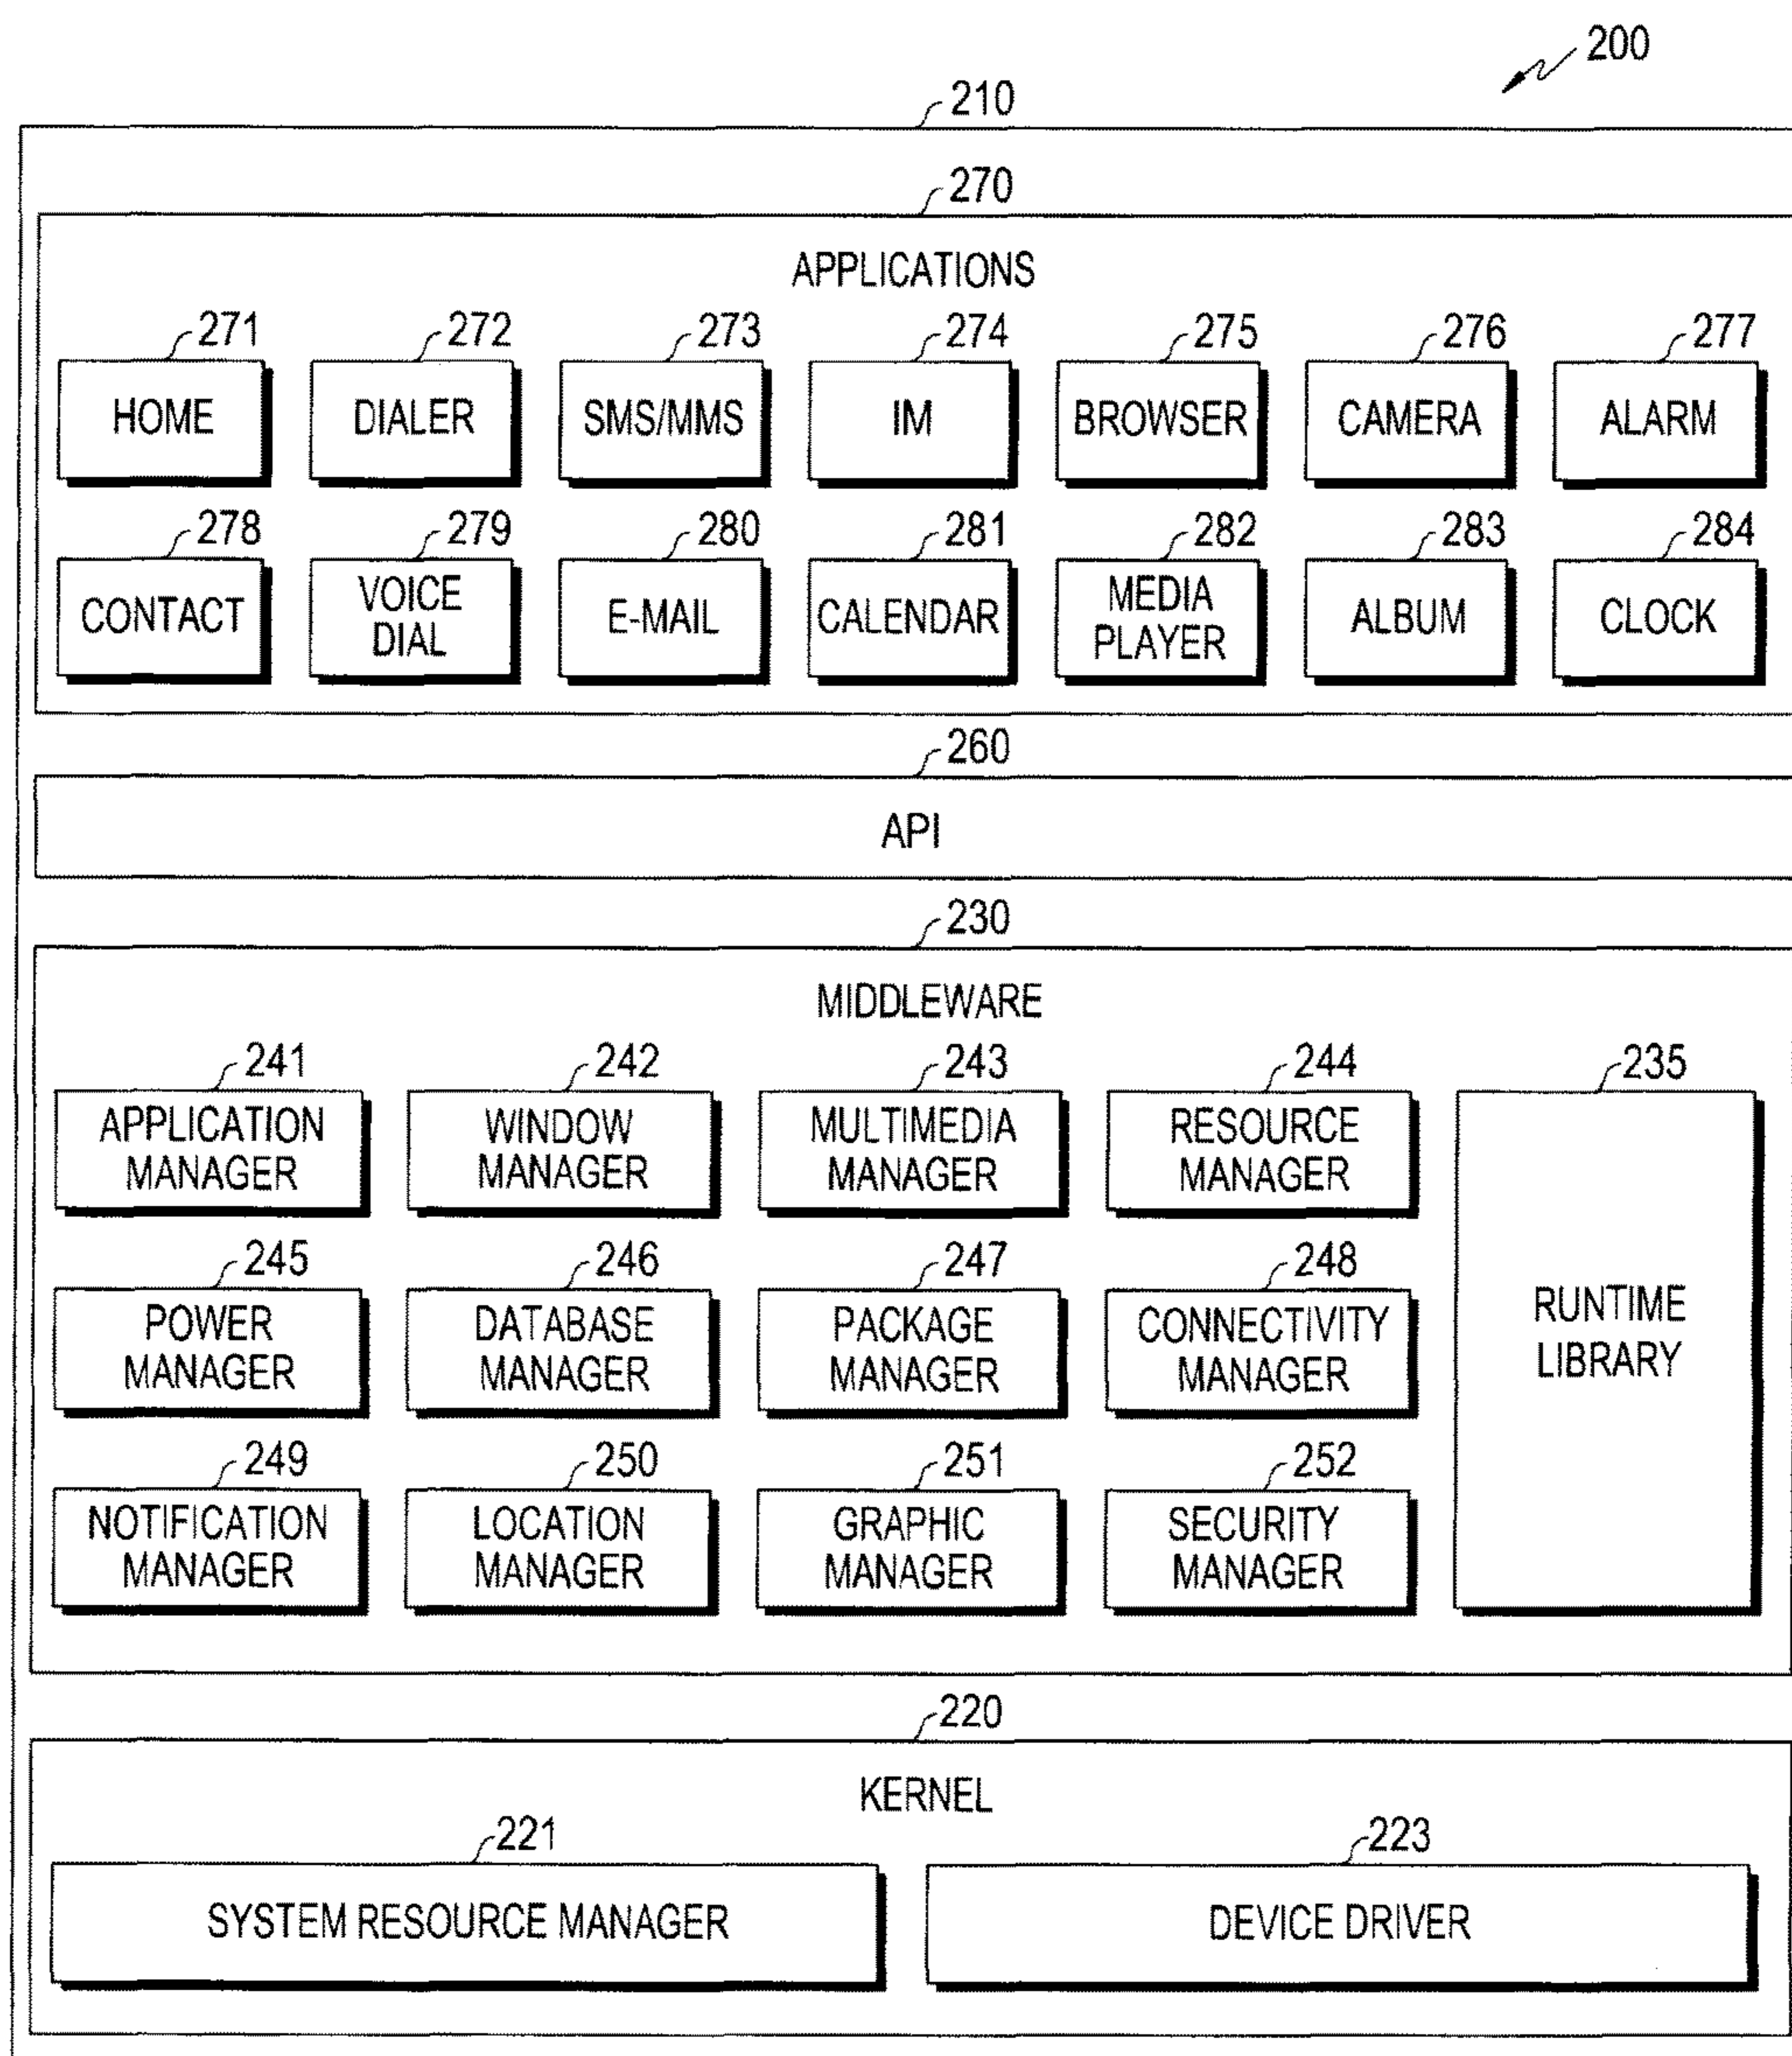 200
210
270
APPLICATIONS
271 272 273 274 275 276 277
HOME DIALER SMS/MMS IM BROWSER CAMERA ALARM
278 279 280 281 282 283 284
CONTACT VOICE DIAL E-MAIL CALENDAR MEDIA PLAYER ALBUM CLOCK
260
API
230
MIDDLEWARE
241 242 243 244 235
APPLICATION MANAGER WINDOW MANAGER MULTIMEDIA MANAGER RESOURCE MANAGER
245 246 247 248
POWER MANAGER DATABASE MANAGER PACKAGE MANAGER CONNECTIVITY MANAGER RUNTIME LIBRARY
249 250 251 252
NOTIFICATION MANAGER LOCATION MANAGER GRAPHIC MANAGER SECURITY MANAGER
220
KERNEL
221 223
SYSTEM RESOURCE MANAGER DEVICE DRIVER